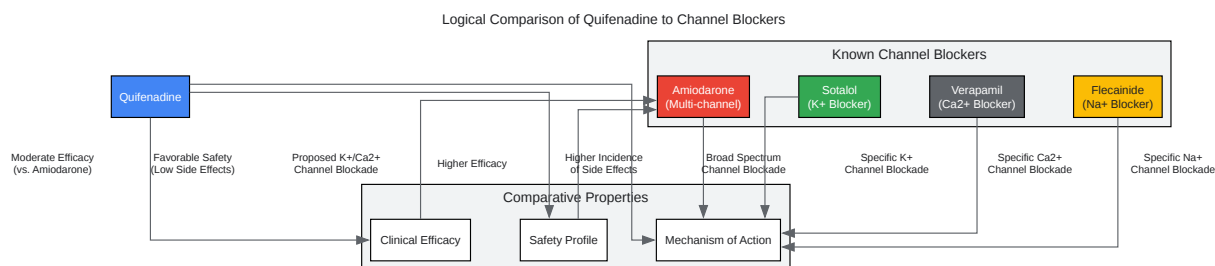 Logical Comparison of Quifenadine to Channel Blockers
Known Channel Blockers
Quifenadine
Amiodarone
(Multi-channel)
Sotalol
(K+ Blocker)
Verapamil
(Ca2+ Blocker)
Flecainide
(Na+ Blocker)
Moderate Efficacy
(vs. Amiodarone)
Favorable Safety
(Low Side Effects)
Proposed K+/Ca2+
Channel Blockade
Higher Efficacy
Higher Incidence
of Side Effects
Broad Spectrum
Channel Blockade
Specific K+
Channel Blockade
Specific Ca2+
Channel Blockade
Specific Na+
Channel Blockade
Comparative Properties
Clinical Efficacy
Safety Profile
Mechanism of Action